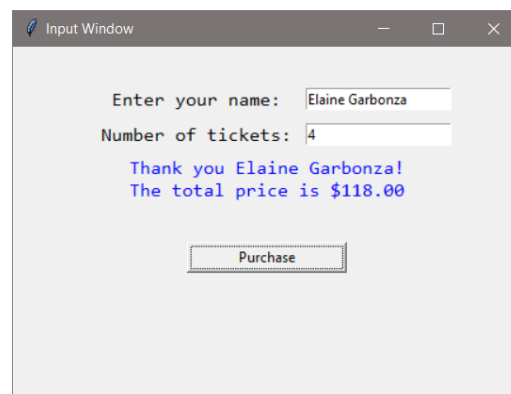 Input Window
Enter your name: Elaine Garbonza
Number of tickets: 4
Thank you Elaine Garbonza!
The total price is $118.00
Purchase